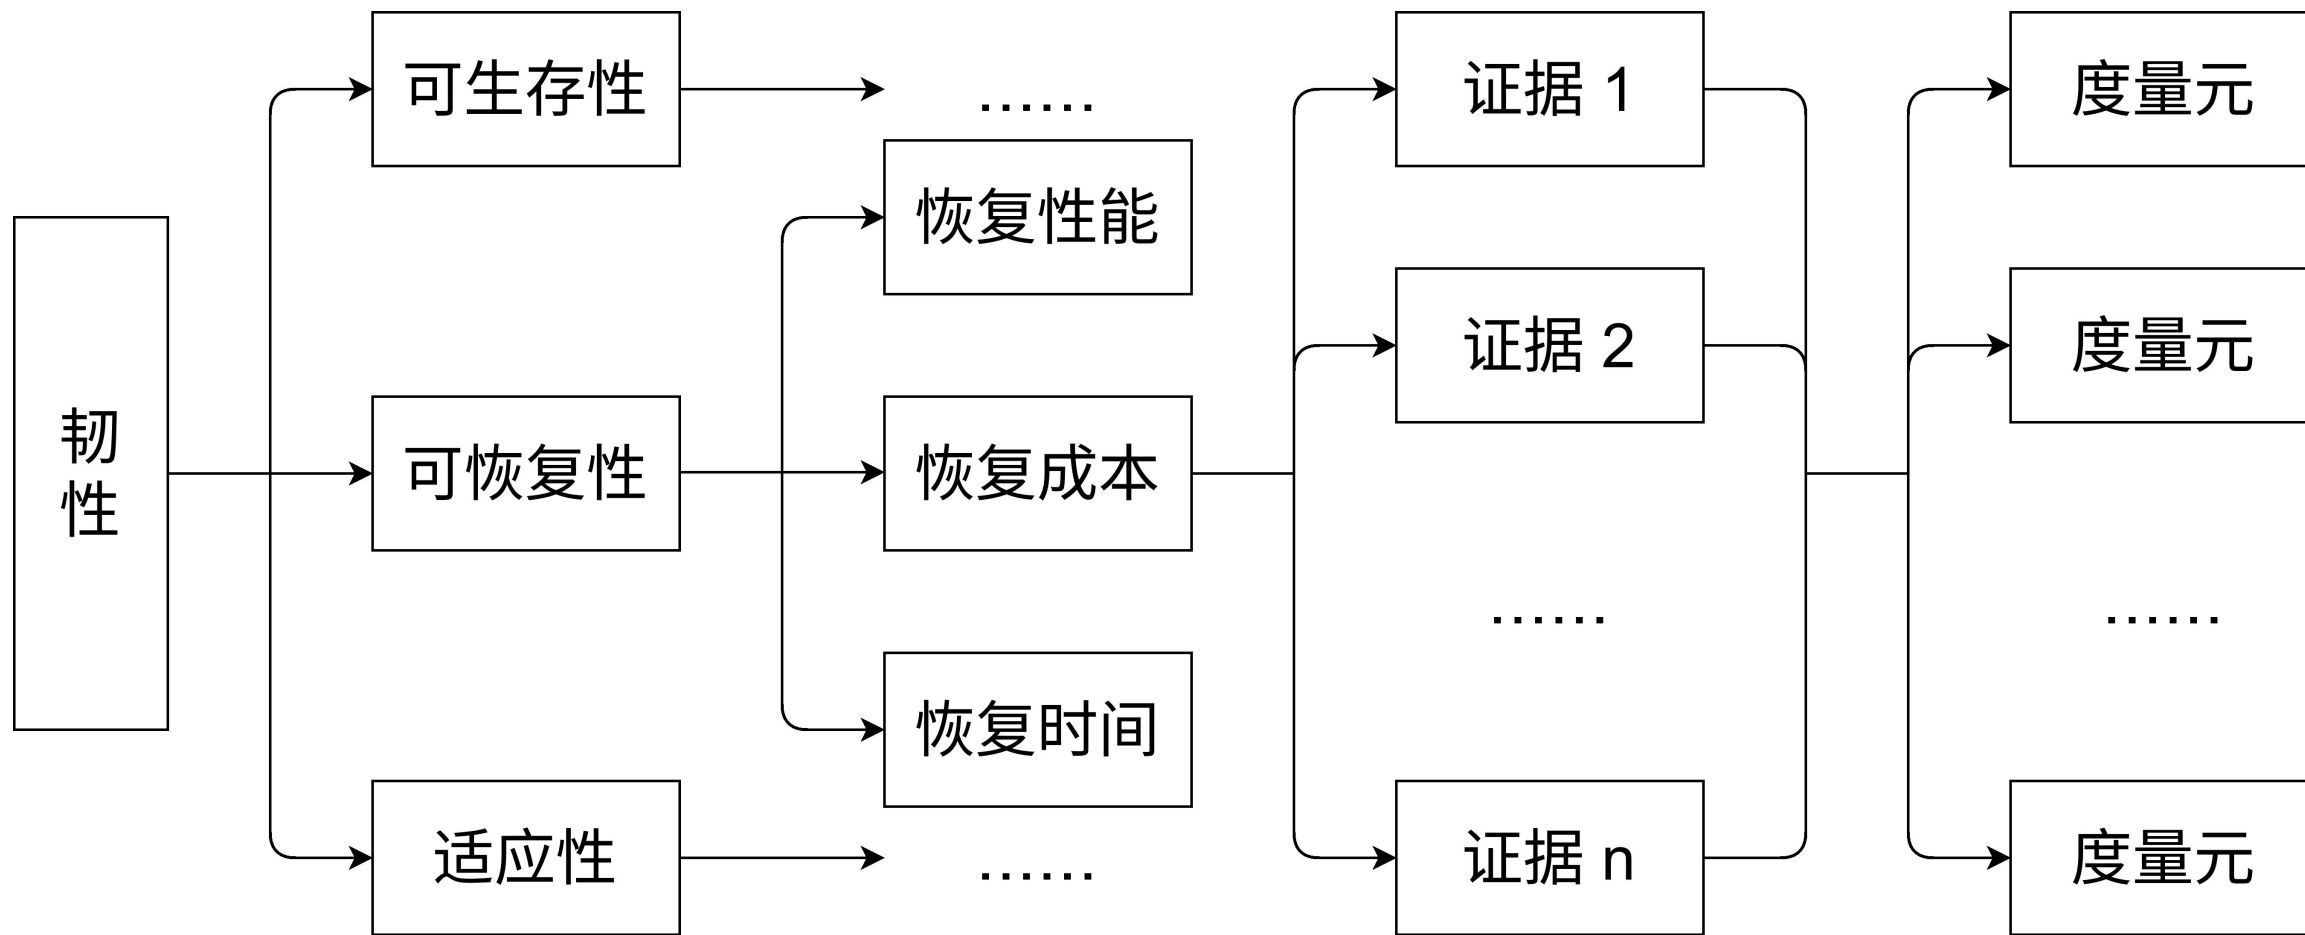 韧
性
可生存性
可恢复性
适应性
……
恢复性能
恢复成本
恢复时间
……
证据 1
证据 2
……
证据 n
度量元
度量元
……
度量元